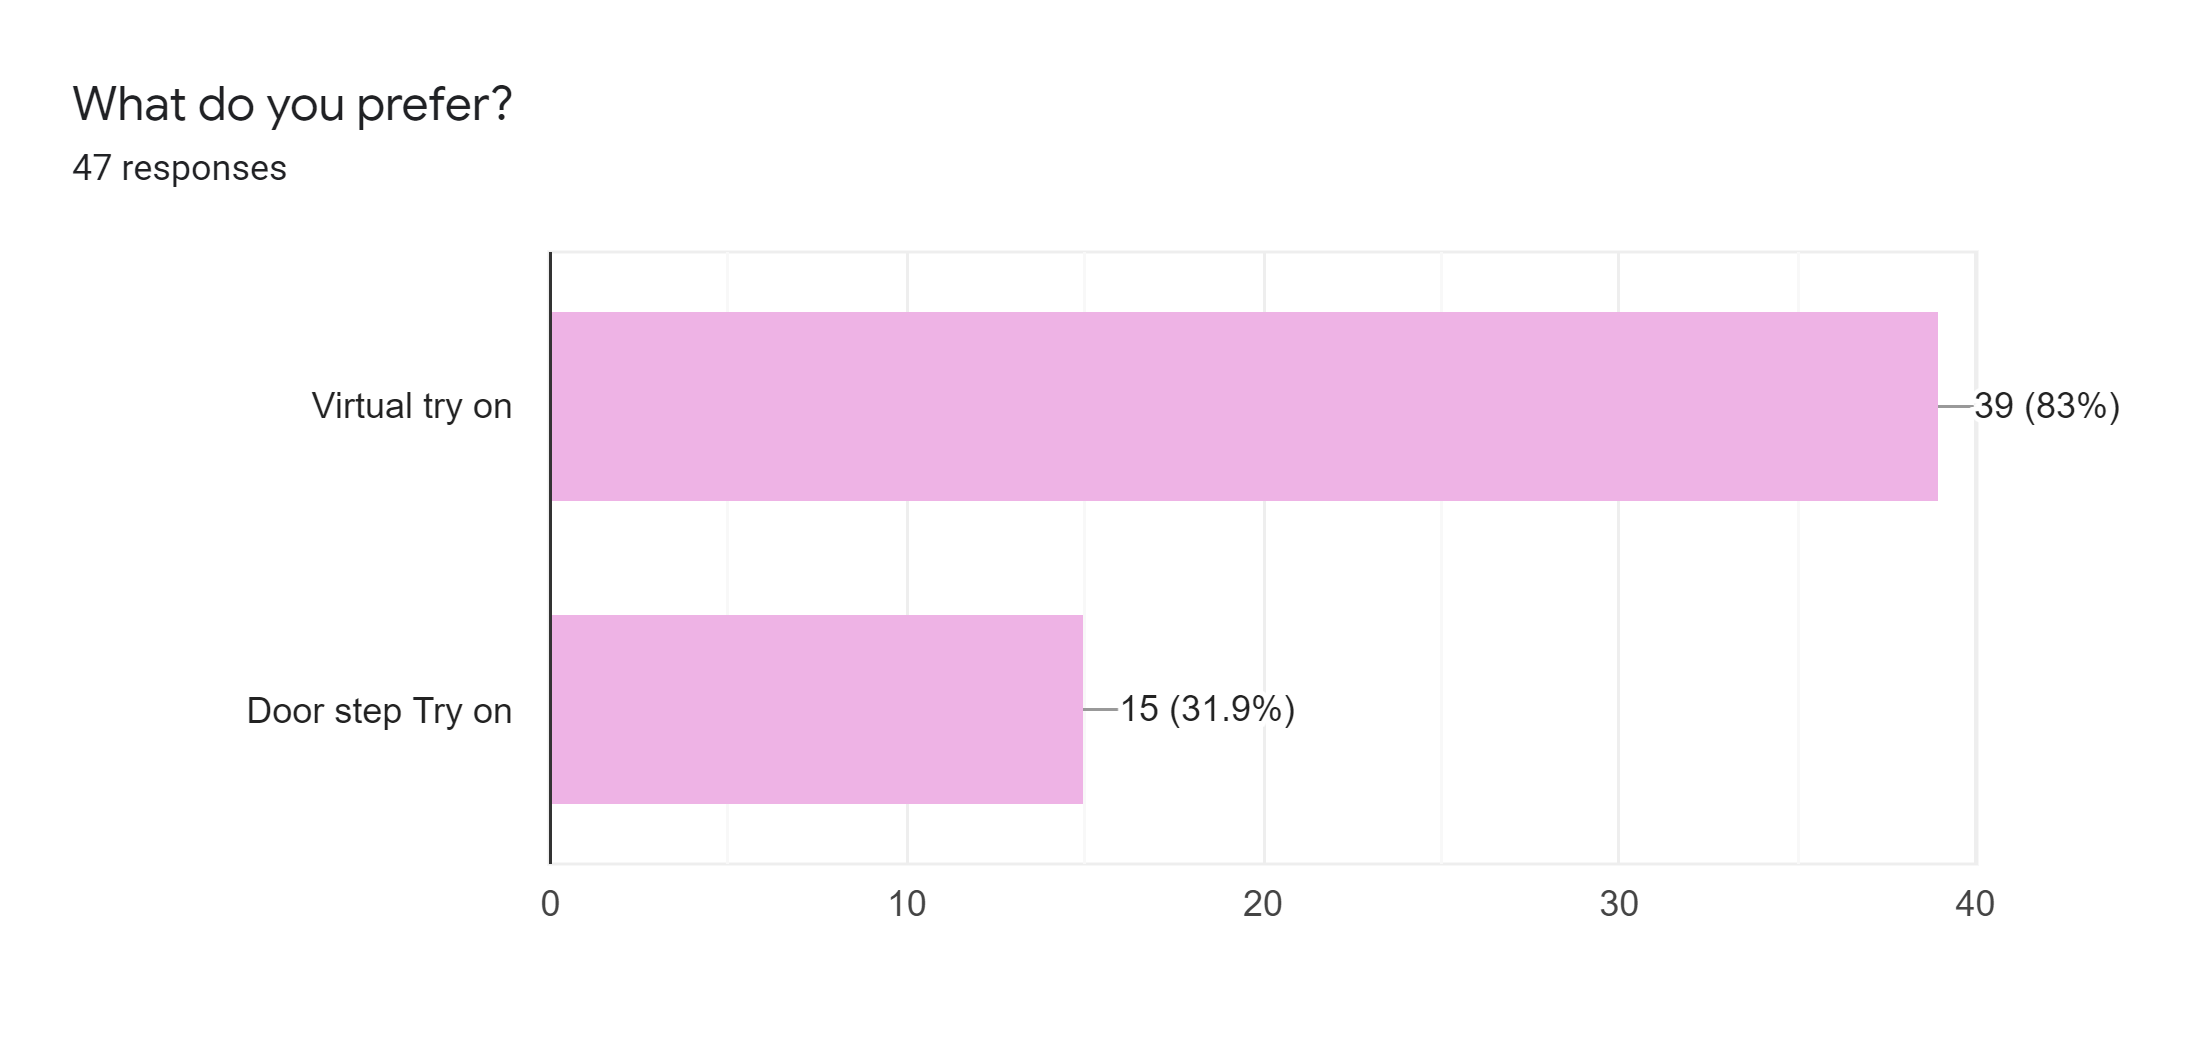 What do you prefer?
47 responses
Virtual try on
39 (83%)
Door step Try on
15 (31.9%)
0 10 20 30 40